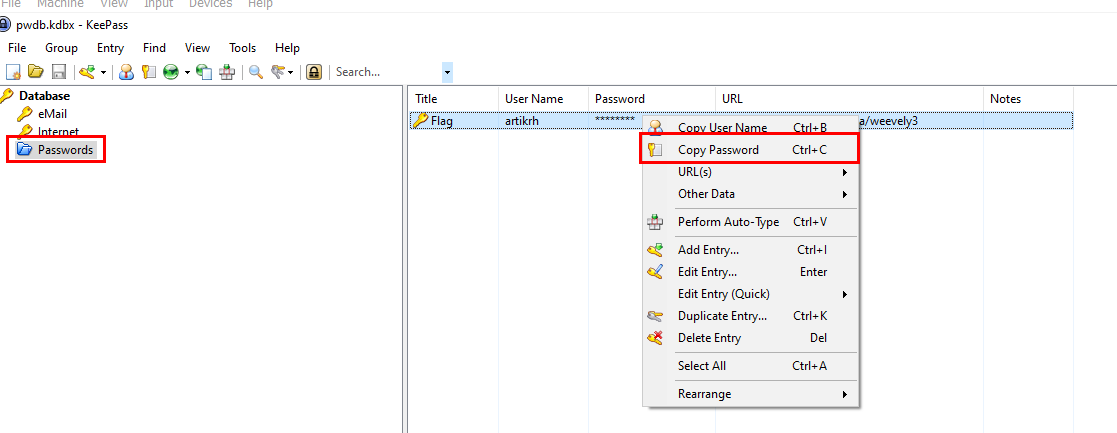 File Machine View Input Devices Help
pwdb.kdbx - KeePass
File Group Entry Find View Tools Help
Search...
Database
eMail
Internet
Passwords
Title User Name Password URL Notes
Flag artikrh ******** a/weevely3
Copy User Name Ctrl+B
Copy Password Ctrl+C
URL(s)
Other Data
Perform Auto-Type Ctrl+V
Add Entry... Ctrl+I
Edit Entry... Enter
Edit Entry (Quick)
Duplicate Entry... Ctrl+K
Delete Entry Del
Select All Ctrl+A
Rearrange